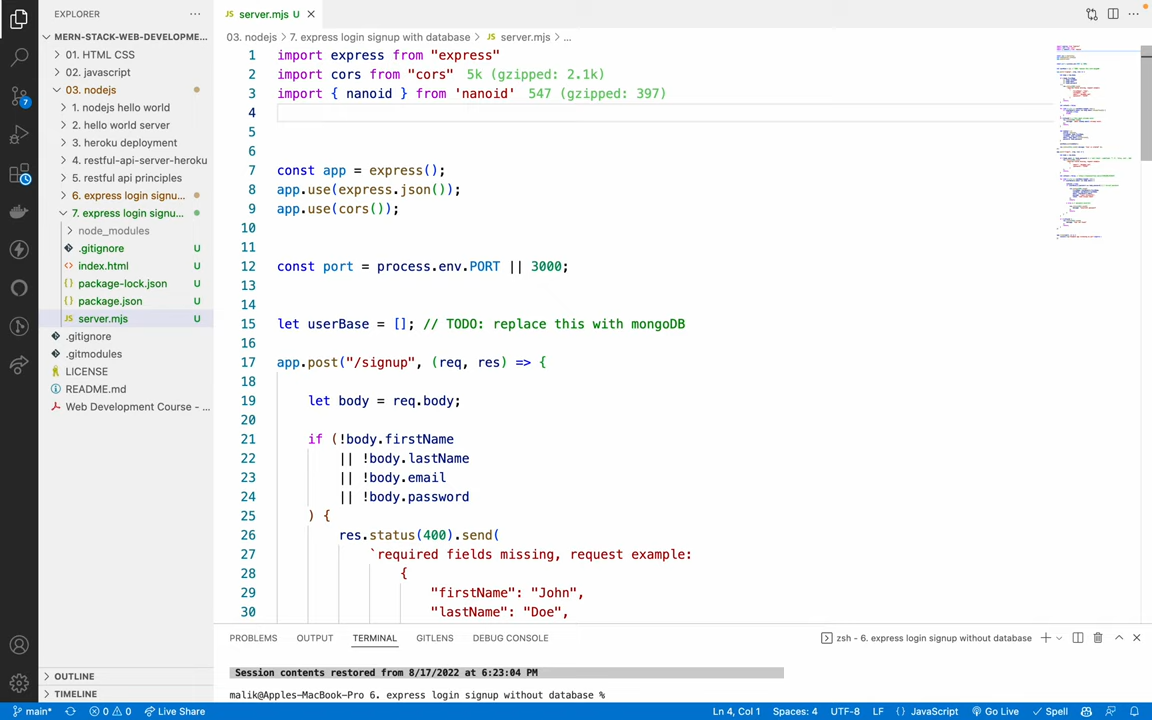 EXPLORER
MERN-STACK-WEB-DEVELOPME...
01. HTML CSS
02. javascript
03. nodejs
1. nodejs hello world
2. hello world server
3. heroku deployment
4. restful-api-server-heroku
5. restful api principles
6. express login signu...
7. express login signu...
node_modules
.gitignore U
index.html U
package-lock.json U
package.json U
server.mjs U
.gitignore
.gitmodules
LICENSE
README.md
Web Development Course - ...
OUTLINE
TIMELINE
7
JS server.mjs U
03. nodejs > 7. express login signup with database > JS server.mjs > ...
1 import express from "express"
2 import cors from "cors" 5k (gzipped: 2.1k)
3 import { nanoid } from 'nanoid' 547 (gzipped: 397)
4
5
6
7 const app = express();
8 app.use(express.json());
9 app.use(cors());
10
11
12 const port = process.env.PORT || 3000;
13
14
15 let userBase = []; // TODO: replace this with mongoDB
16
17 app.post("/signup", (req, res) => {
18
19 let body = req.body;
20
21 if (!body.firstName
22 || !body.lastName
23 || !body.email
24 || !body.password
25 ) {
26 res.status(400).send(
27 `required fields missing, request example:
28 {
29 "firstName": "John",
30 "lastName": "Doe",
PROBLEMS OUTPUT TERMINAL GITLENS DEBUG CONSOLE
zsh - 6. express login signup without database
Session contents restored from 8/17/2022 at 6:23:04 PM
malik@Apples-MacBook-Pro 6. express login signup without database %
main* 0 0 Live Share
Ln 4, Col 1 Spaces: 4 UTF-8 LF {} JavaScript Go Live Spell